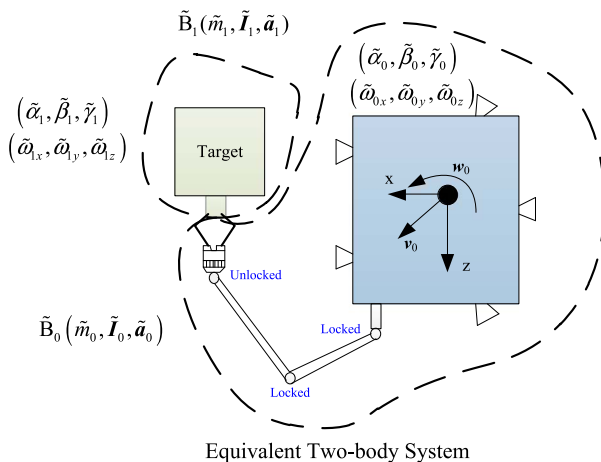 B̃₁(m̃₁, Ĩ₁, ã₁)
(α̃₀, β̃₀, γ̃₀)
(ω̃₀ₓ, ω̃₀y, ω̃₀z)
(α̃₁, β̃₁, γ̃₁)
(ω̃₁ₓ, ω̃₁y, ω̃₁z)
Target
w₀
x
v₀
z
Unlocked
B̃₀(m̃₀, Ĩ₀, ã₀)
Locked
Locked
Equivalent Two-body System